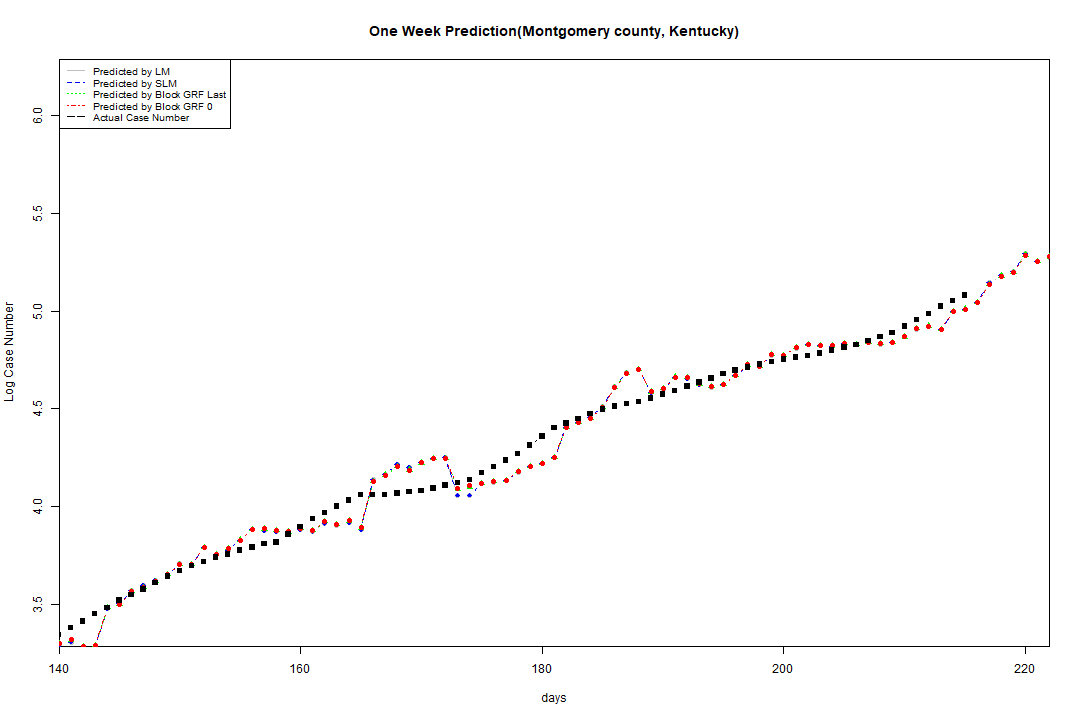 One Week Prediction(Montgomery county, Kentucky)
Predicted by LM
Predicted by SLM
Predicted by Block GRF Last
Predicted by Block GRF 0
Actual Case Number
6.0
5.5
5.0
4.5
4.0
3.5
Log Case Number
140 160 180 200 220
days